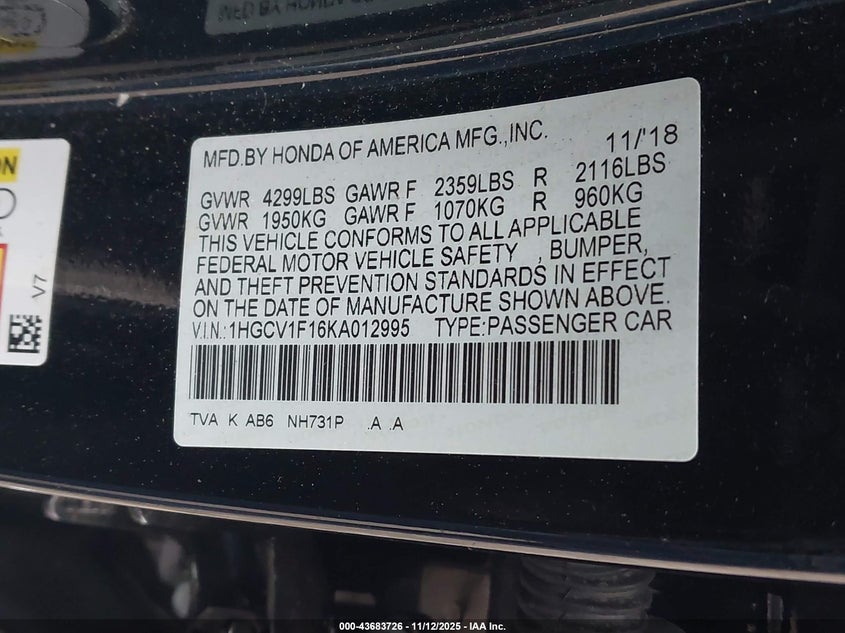 MFD.BY HONDA OF AMERICA MFG.,INC. 11/'18
GVWR 4299LBS GAWR F 2359LBS R 2116LBS
GVWR 1950KG GAWR F 1070KG R 960KG
THIS VEHICLE CONFORMS TO ALL APPLICABLE
FEDERAL MOTOR VEHICLE SAFETY , BUMPER,
AND THEFT PREVENTION STANDARDS IN EFFECT
ON THE DATE OF MANUFACTURE SHOWN ABOVE.
V.I.N.:1HGCV1F16KA012995 TYPE:PASSENGER CAR
TVA K AB6 NH731P .A .A
V7
000-43683726 - 11/12/2025 - IAA Inc.